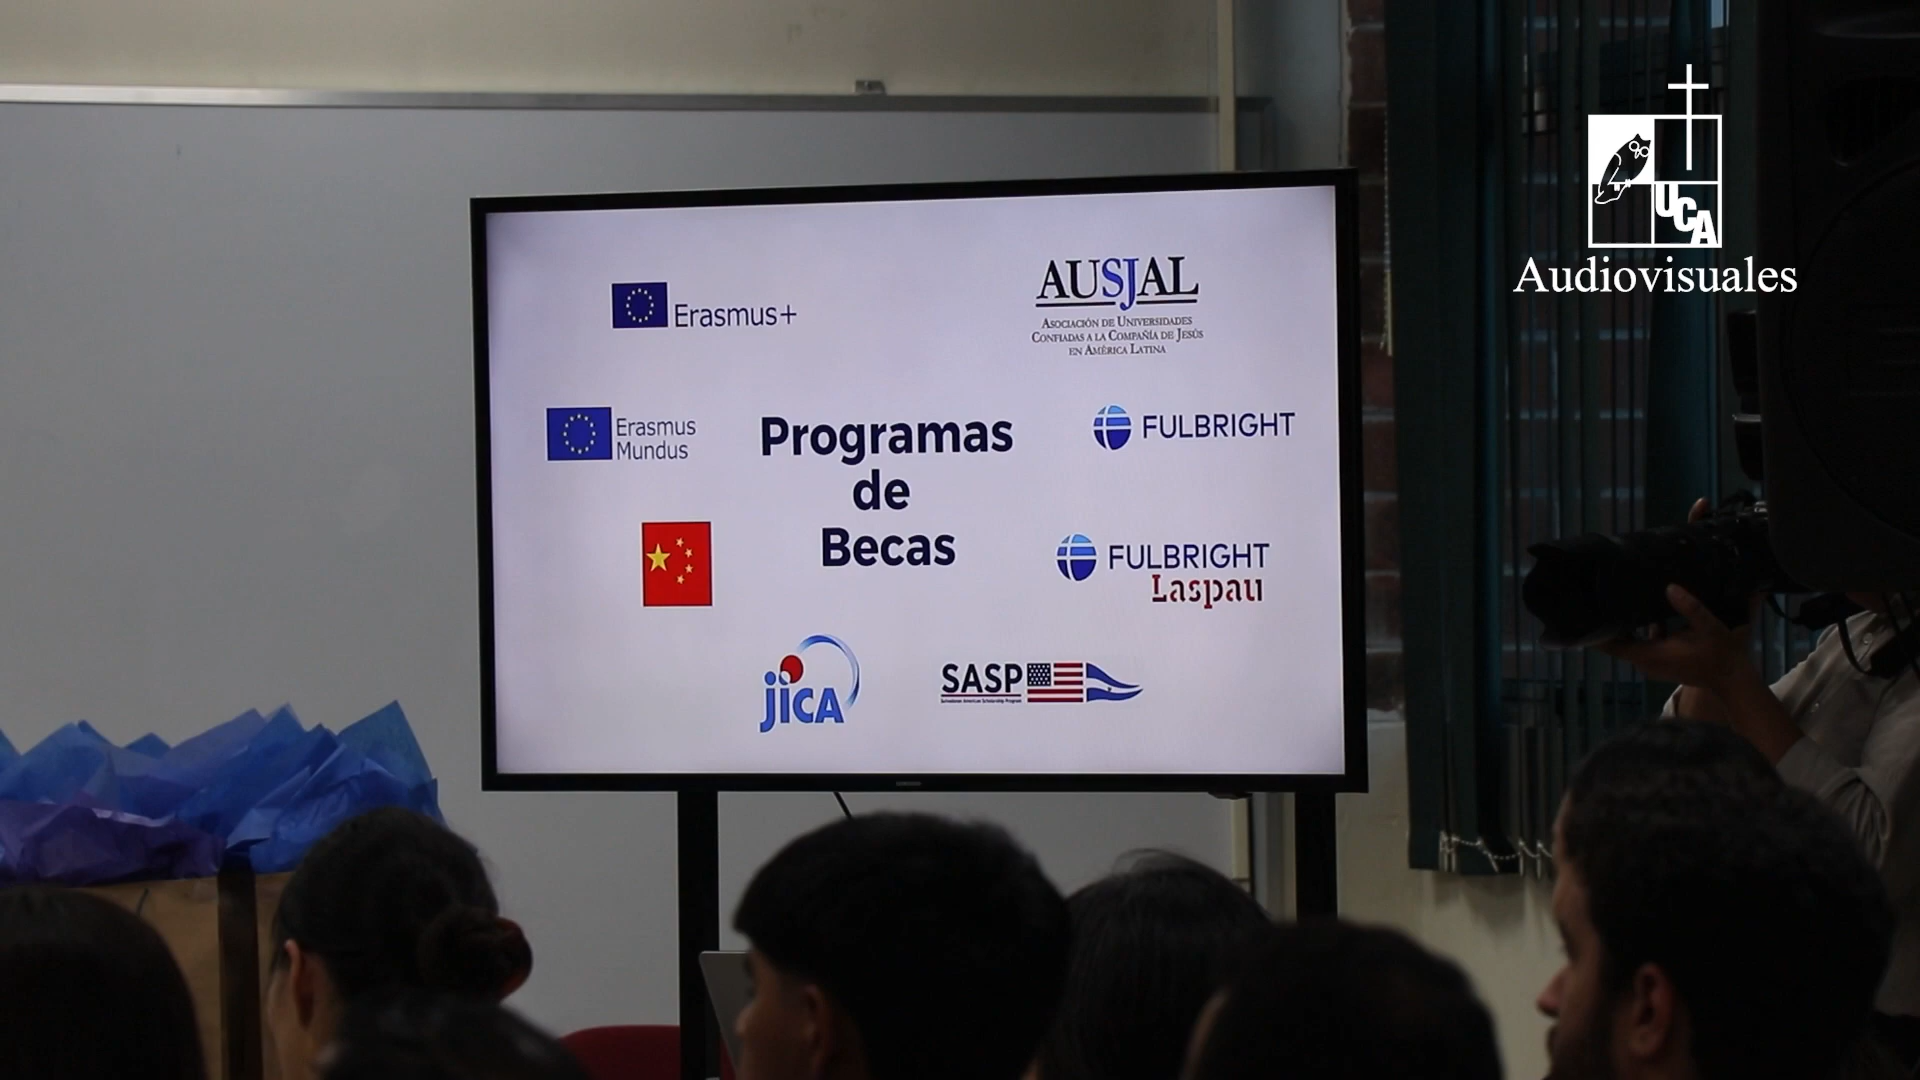 UCA
Audiovisuales
Erasmus+
AUSJAL
ASOCIACIÓN DE UNIVERSIDADES
CONFIADAS A LA COMPAÑÍA DE JESÚS
EN AMÉRICA LATINA
Erasmus
Mundus
Programas
de
Becas
FULBRIGHT
FULBRIGHT
Laspau
jica
SASP